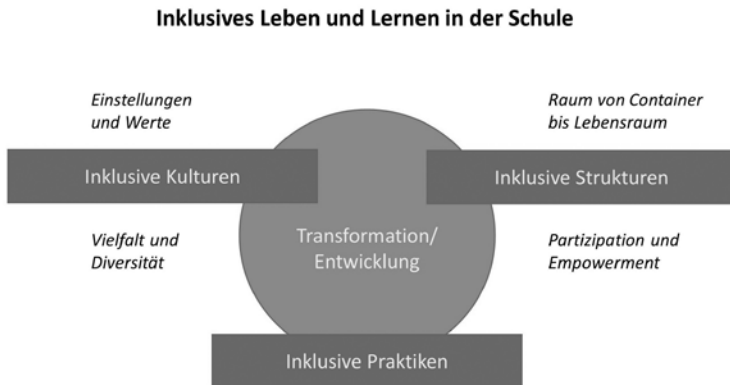 Inklusives Leben und Lernen in der Schule
Einstellungen
und Werte
Raum von Container
bis Lebensraum
Inklusive Kulturen
Inklusive Strukturen
Vielfalt und
Diversität
Transformation/
Entwicklung
Partizipation und
Empowerment
Inklusive Praktiken